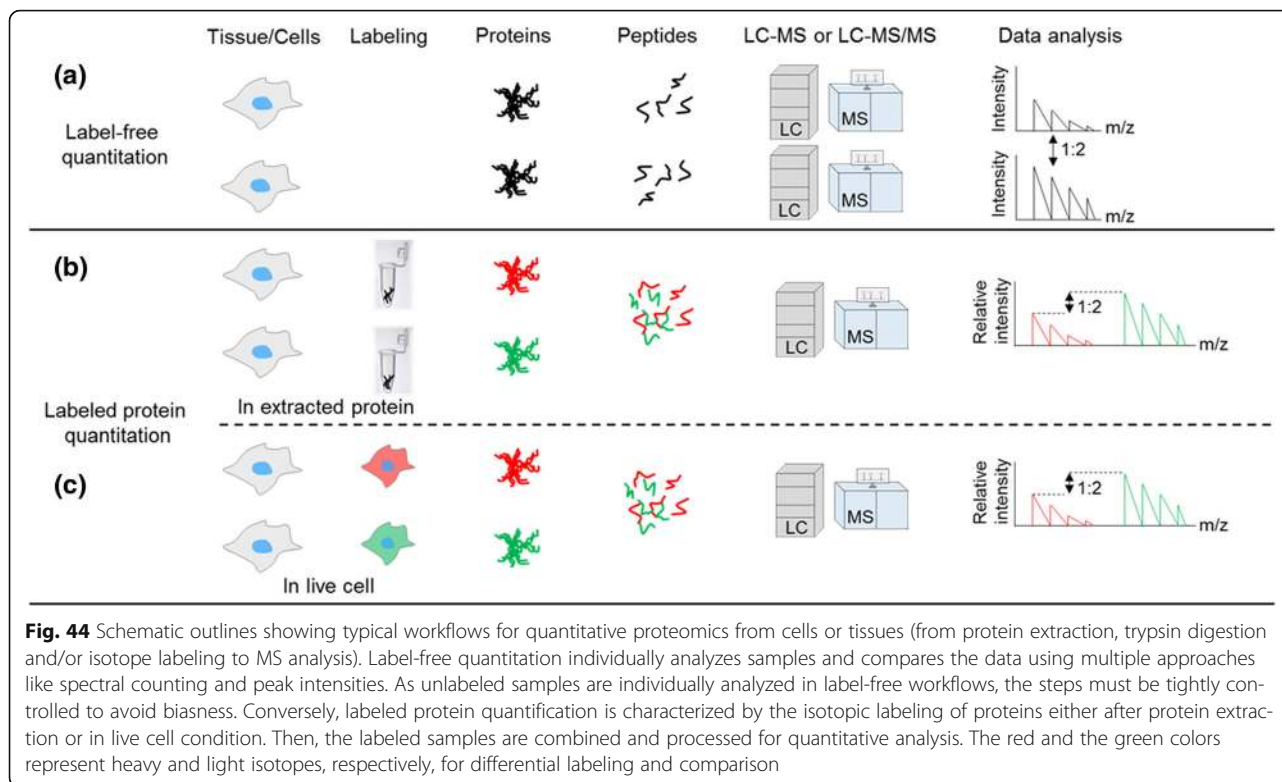 Tissue/Cells Labeling Proteins Peptides LC-MS or LC-MS/MS Data analysis
(a)
Label-free
quantitation
LC
MS
LC
MS
Intensity
m/z
1:2
Intensity
m/z
(b)
LC
MS
Relative
intensity
1:2
m/z
In extracted protein
Labeled protein
quantitation
(c)
LC
MS
Relative
intensity
1:2
m/z
In live cell
Fig. 44 Schematic outlines showing typical workflows for quantitative proteomics from cells or tissues (from protein extraction, trypsin digestion
and/or isotope labeling to MS analysis). Label-free quantitation individually analyzes samples and compares the data using multiple approaches
like spectral counting and peak intensities. As unlabeled samples are individually analyzed in label-free workflows, the steps must be tightly con-
trolled to avoid biasness. Conversely, labeled protein quantification is characterized by the isotopic labeling of proteins either after protein extrac-
tion or in live cell condition. Then, the labeled samples are combined and processed for quantitative analysis. The red and the green colors
represent heavy and light isotopes, respectively, for differential labeling and comparison